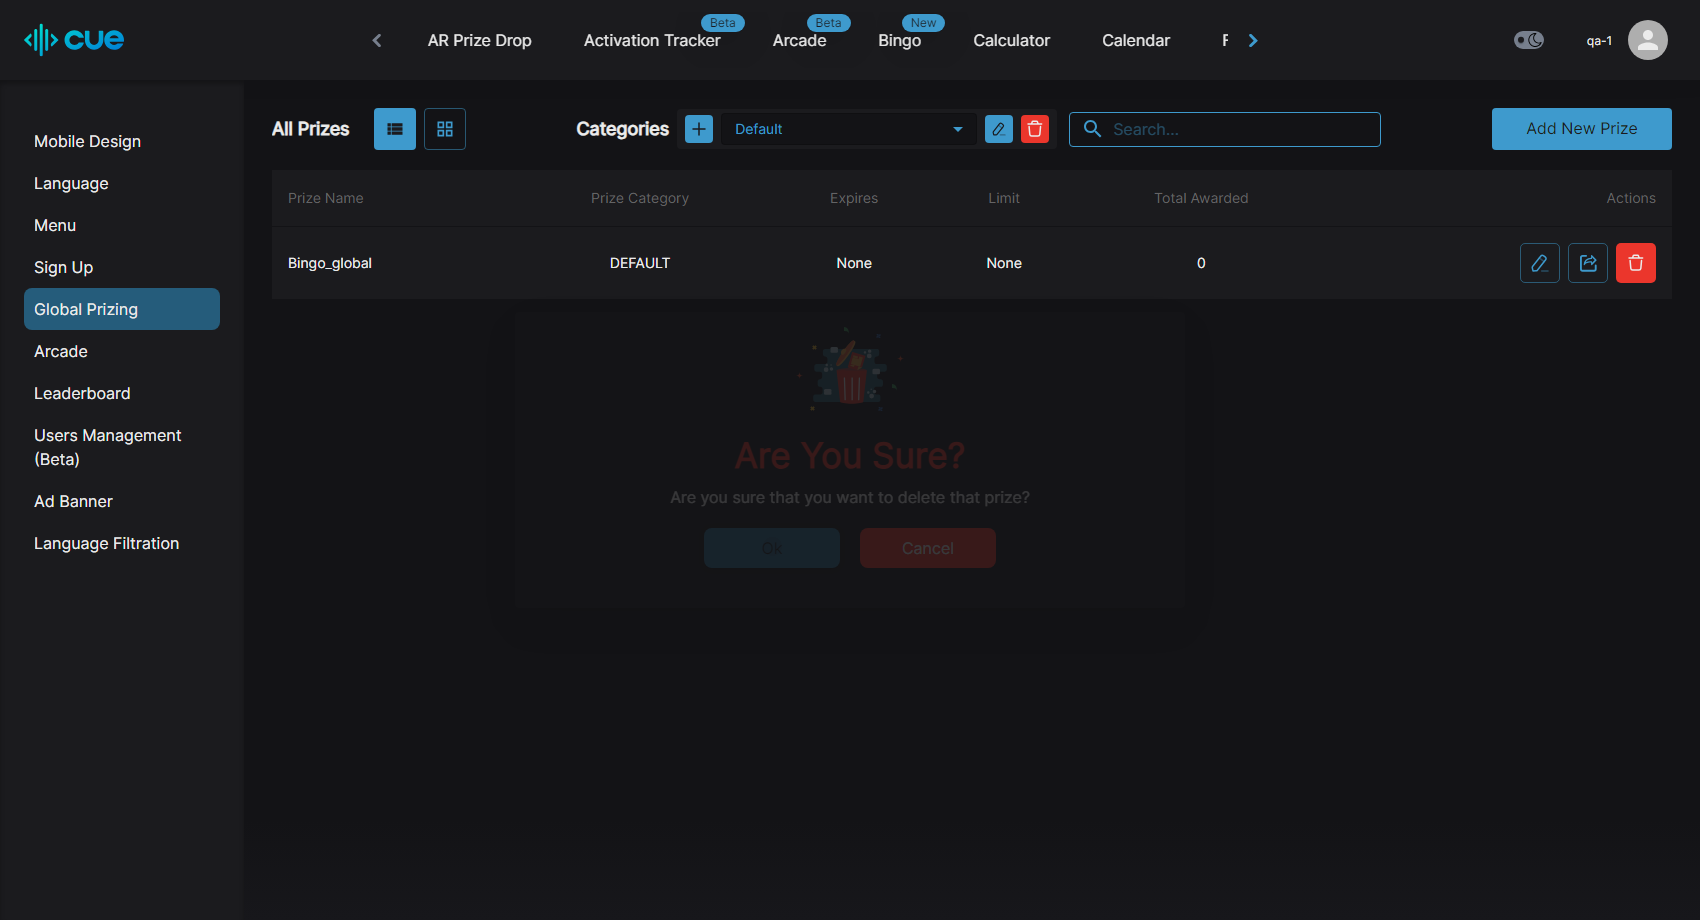 cue
AR Prize Drop
Activation Tracker
Beta
Arcade
Beta
Bingo
New
Calculator
Calendar
qa-1
Mobile Design
Language
Menu
Sign Up
Global Prizing
Arcade
Leaderboard
Users Management
(Beta)
Ad Banner
Language Filtration
All Prizes
Categories
Default
Search...
Add New Prize
Prize Name Prize Category Expires Limit Total Awarded Actions
Bingo_global DEFAULT None None 0
Are You Sure?
Are you sure that you want to delete that prize?
Ok
Cancel